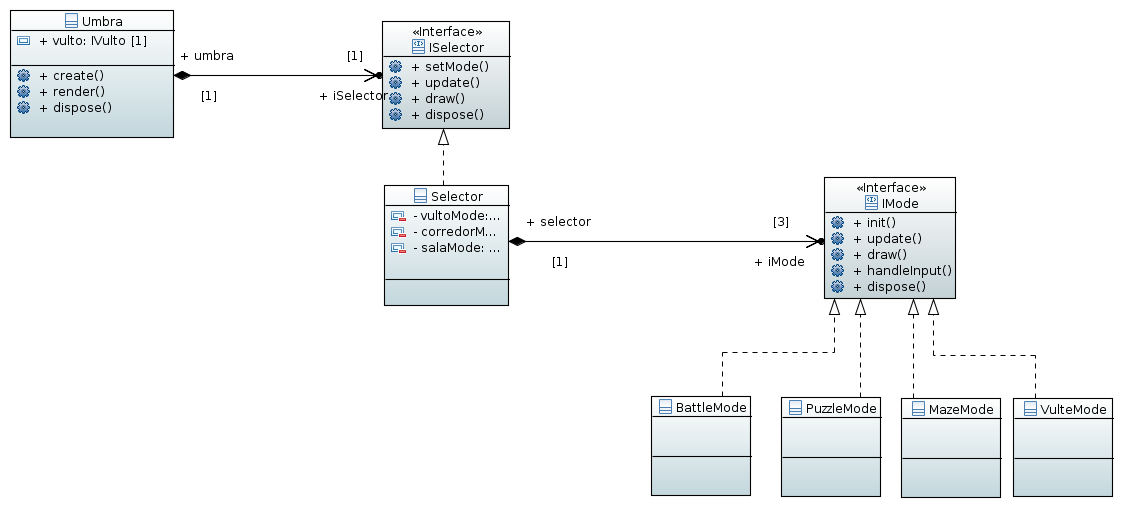 Umbra
+ vulto: IVulto [1]
+ create()
+ render()
+ dispose()
+ umbra
[1]
[1]
+ iSelector
«Interface»
ISelector
+ setMode()
+ update()
+ draw()
+ dispose()
Selector
- vultoMode:...
- corredorM...
- salaMode: ...
+ selector
[3]
[1]
+ iMode
«Interface»
IMode
+ init()
+ update()
+ draw()
+ handleInput()
+ dispose()
BattleMode
PuzzleMode
MazeMode
VulteMode